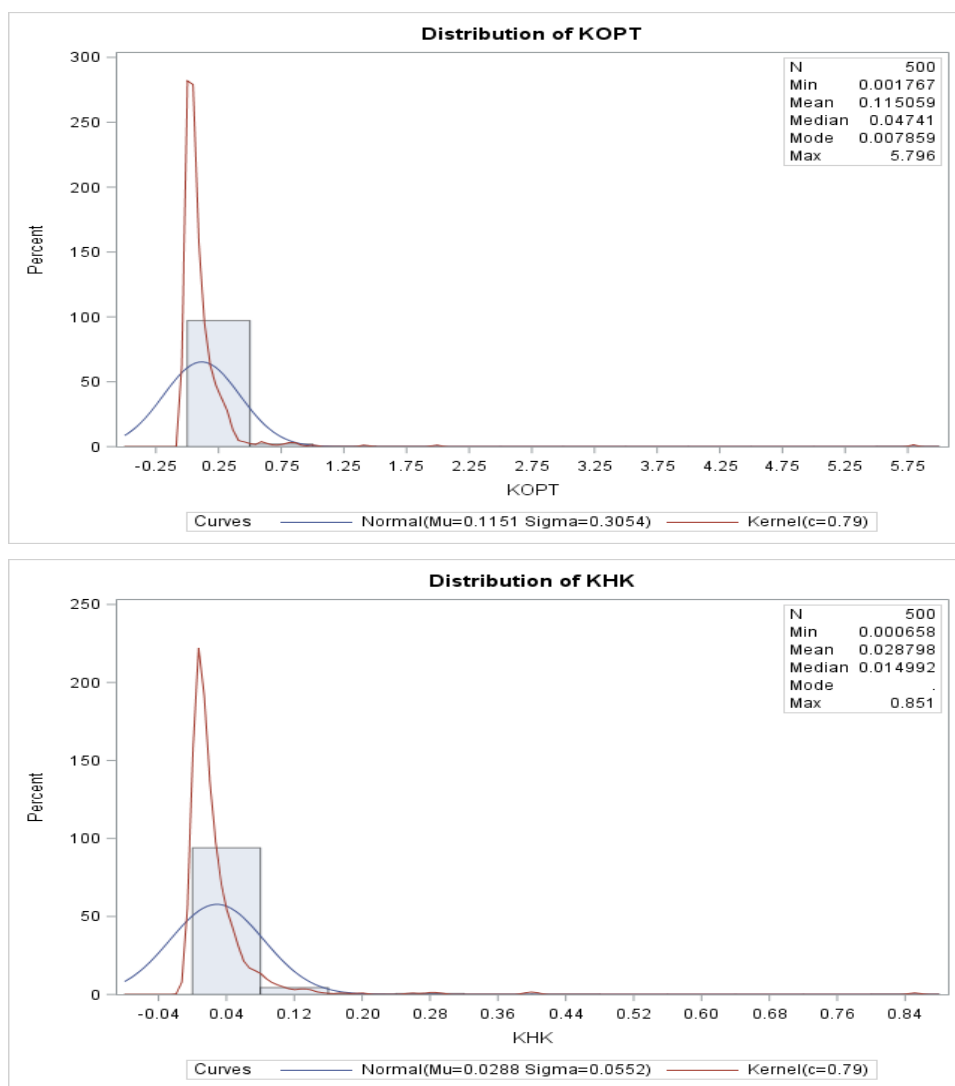 Distribution of KOPT
300
250
200
150
100
50
0
Percent
N 500
Min 0.001767
Mean 0.115059
Median 0.04741
Mode 0.007859
Max 5.796
-0.25 0.25 0.75 1.25 1.75 2.25 2.75 3.25 3.75 4.25 4.75 5.25 5.75
KOPT
Curves Normal(Mu=0.1151 Sigma=0.3054) Kernel(c=0.79)
Distribution of KHK
250
200
150
100
50
0
Percent
N 500
Min 0.000658
Mean 0.028798
Median 0.014992
Mode .
Max 0.851
-0.04 0.04 0.12 0.20 0.28 0.36 0.44 0.52 0.60 0.68 0.76 0.84
KHK
Curves Normal(Mu=0.0288 Sigma=0.0552) Kernel(c=0.79)